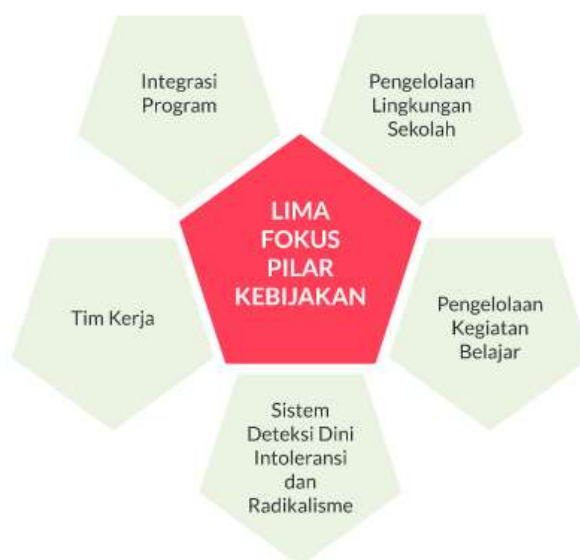 Integrasi
Program
Pengelolaan
Lingkungan
Sekolah
LIMA
FOKUS
PILAR
KEBIJAKAN
Tim Kerja
Pengelolaan
Kegiatan
Belajar
Sistem
Deteksi Dini
Intoleransi
dan
Radikalisme